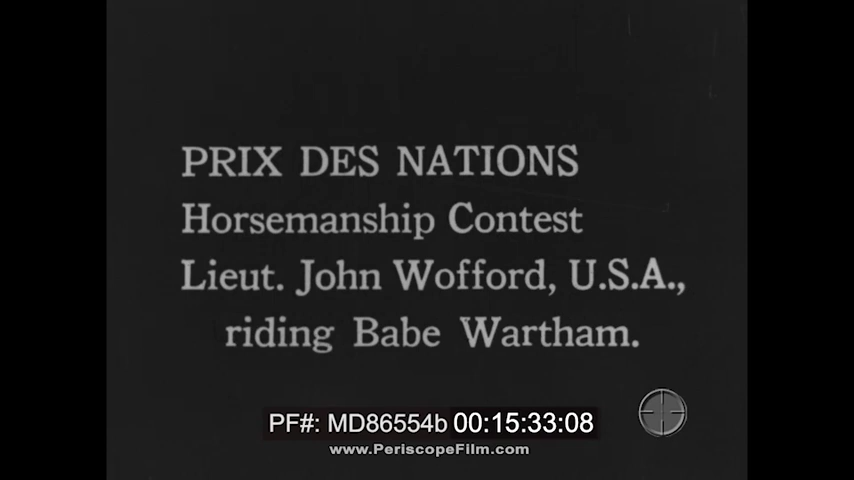 PRIX DES NATIONS
Horsemanship Contest
Lieut. John Wofford, U.S.A.,
riding Babe Wartham.
PF#: MD86554b 00:15:33:08
www.PeriscopeFilm.com